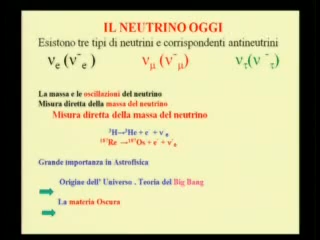 IL NEUTRINO OGGI
Esistono tre tipi di neutrini e corrispondenti antineutrini
νe (ν-e ) νμ (ν-μ) ντ(ν -τ)
La massa e le oscillazioni del neutrino
Misura diretta della massa del neutrino
Misura diretta della massa del neutrino
3H→3He + e- + ν-e
187Re →187Os + e- + ν-e
Grande importanza in Astrofisica
Origine dell' Universo . Teoria del Big Bang
La materia Oscura